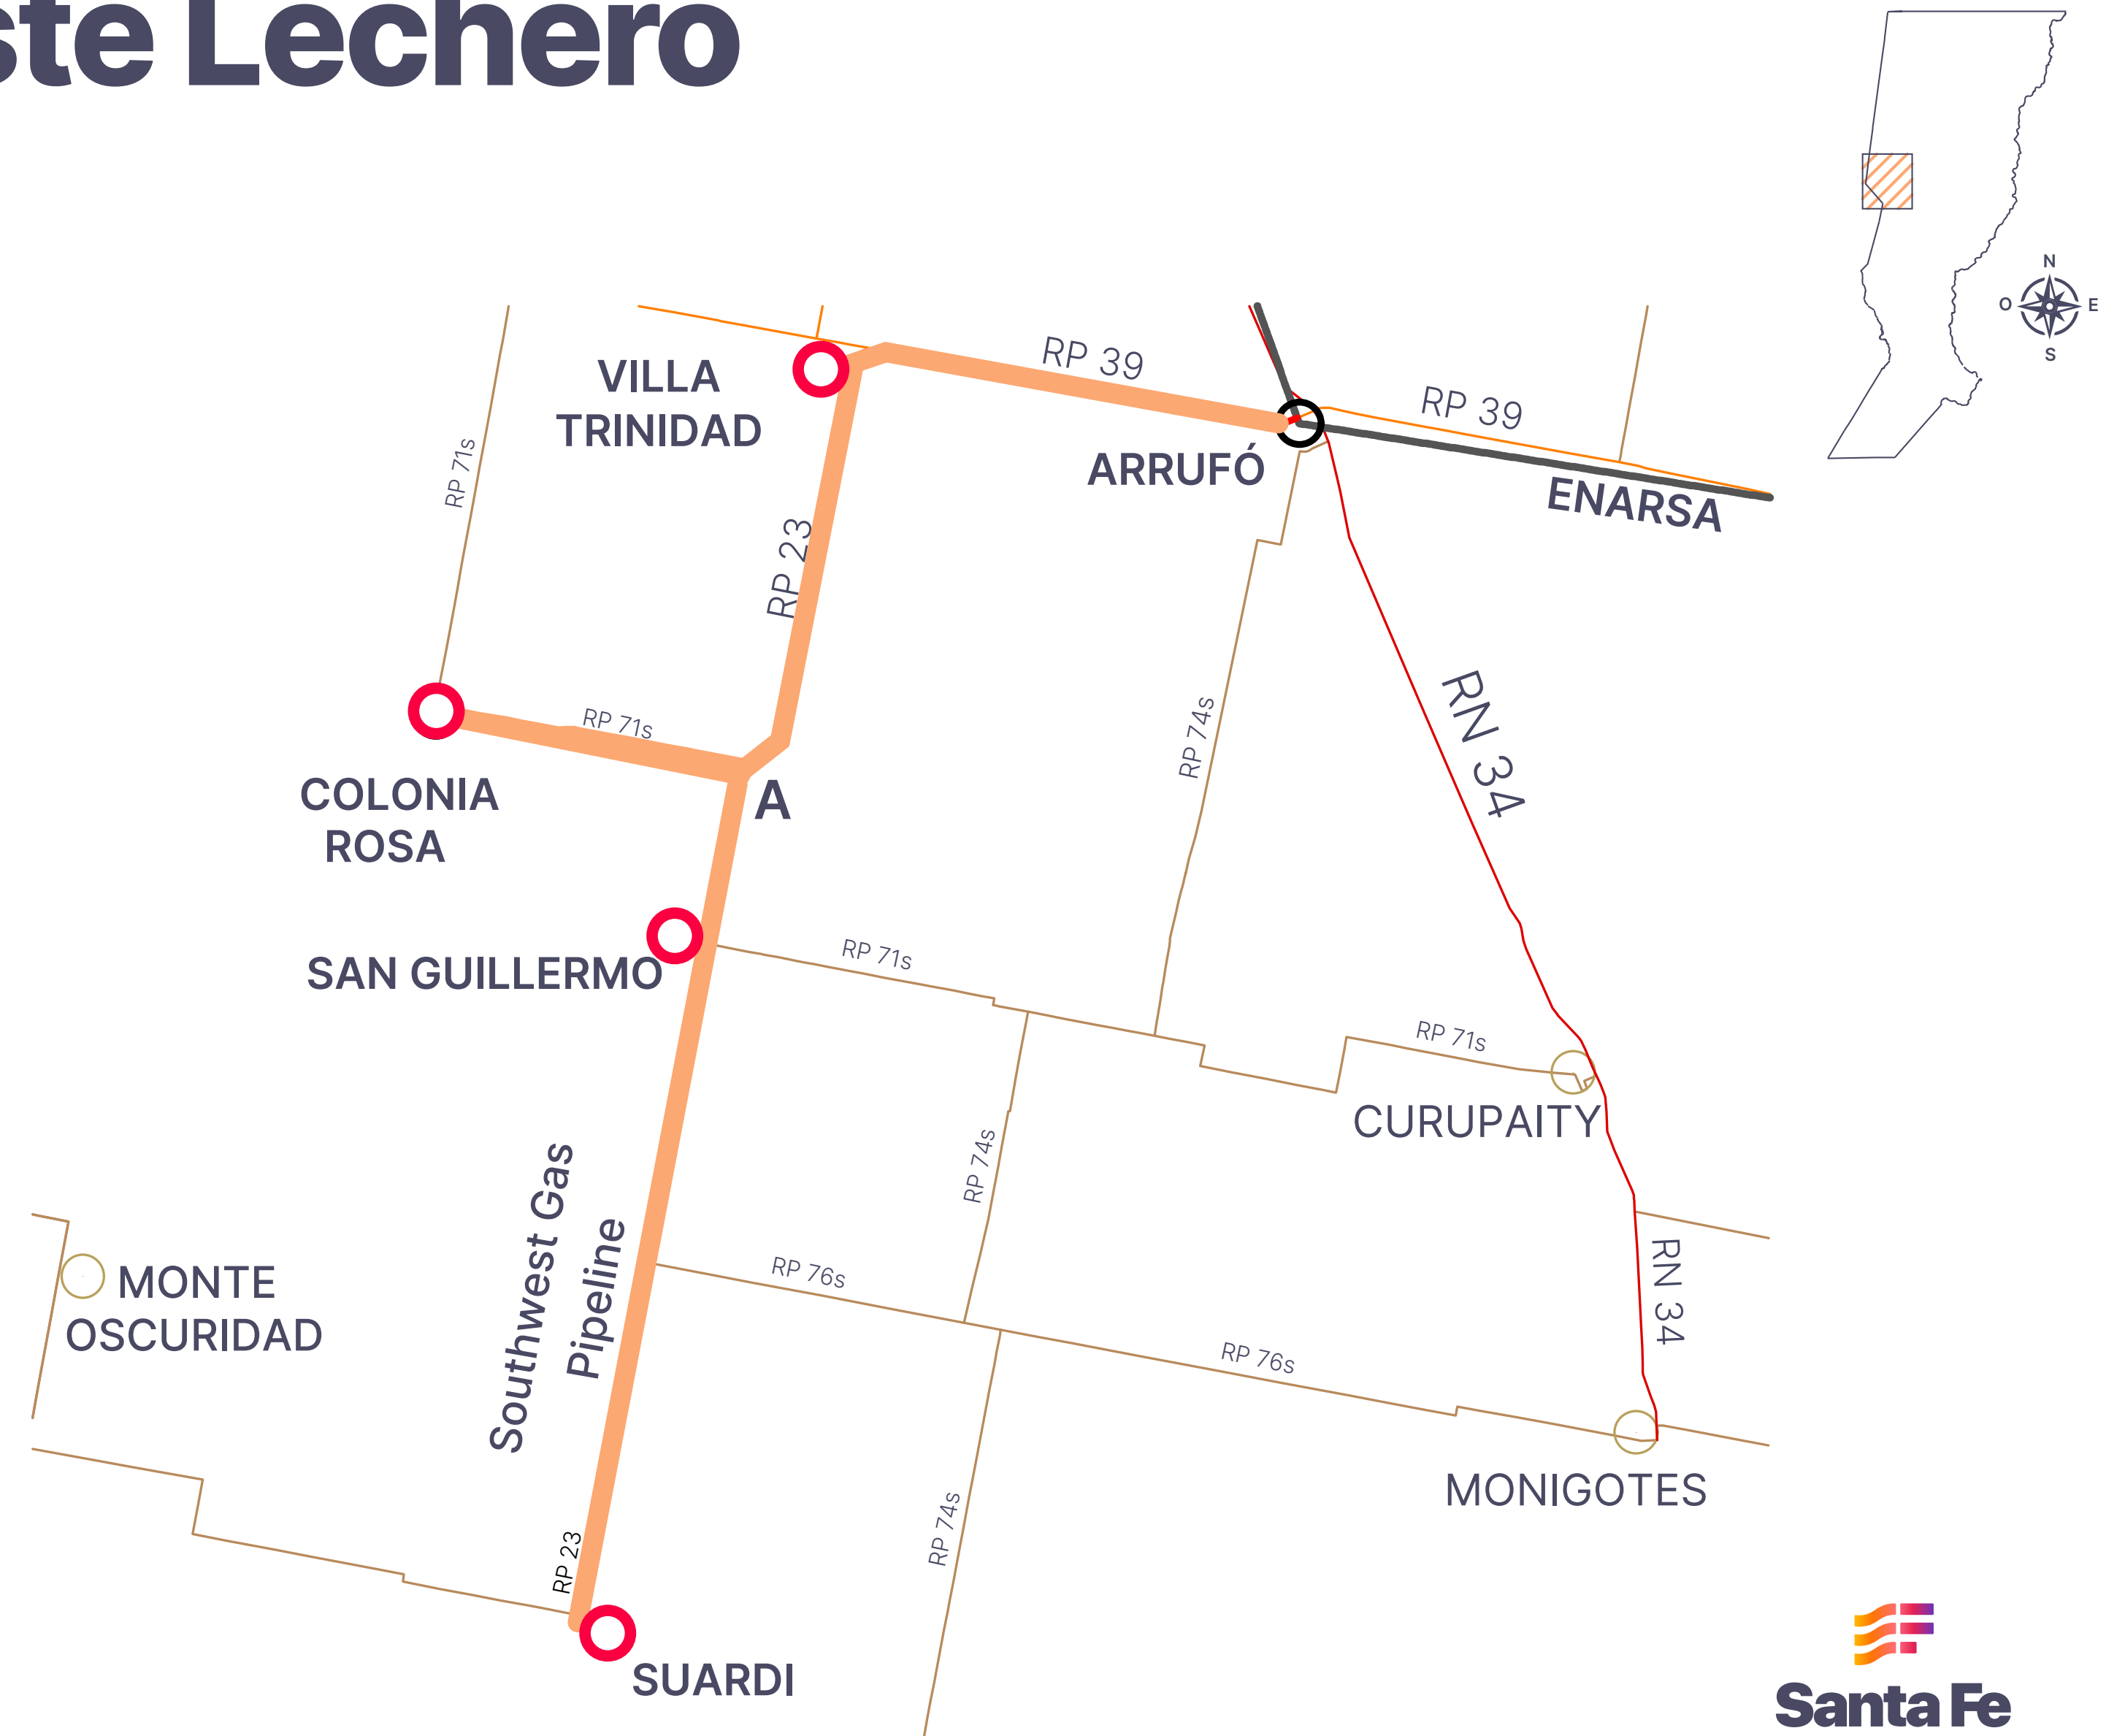 ste Lechero
N
O
E
S
RP 39
VILLA
TRINIDAD
RP 39
ARRUFÓ
ENARSA
RP 71s
RP 23
RN 34
RP 74s
RP 71s
A
COLONIA
ROSA
SAN GUILLERMO
RP 71s
RP 71s
CURUPAITY
RP 74s
Southwest Gas
Pipeline
RN 34
MONTE
OSCURIDAD
RP 76s
RP 76s
MONIGOTES
RP 74s
RP 23
SUARDI
Santa Fe